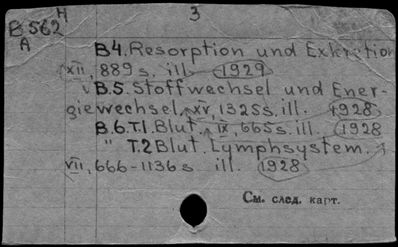 H 3
B 562
A
B4. Resorption und Exkretion
XII, 889 s. ill. 1929
B.5. Stoffwechsel und Ener-
giewechsel, XV, 1325 s. ill. 1928
B.6.T.1. Blut, IX, 665 s. ill. 1928
" T.2 Blut. Lymphsystem.
VII, 666-1136 s ill. 1928
См. след. карт.